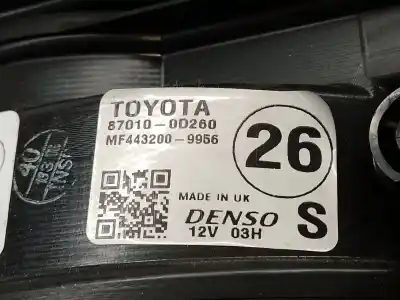 TOYOTA
87010-0D260
MF443200-9956
26
MADE IN UK
DENSO
12V 03H
S